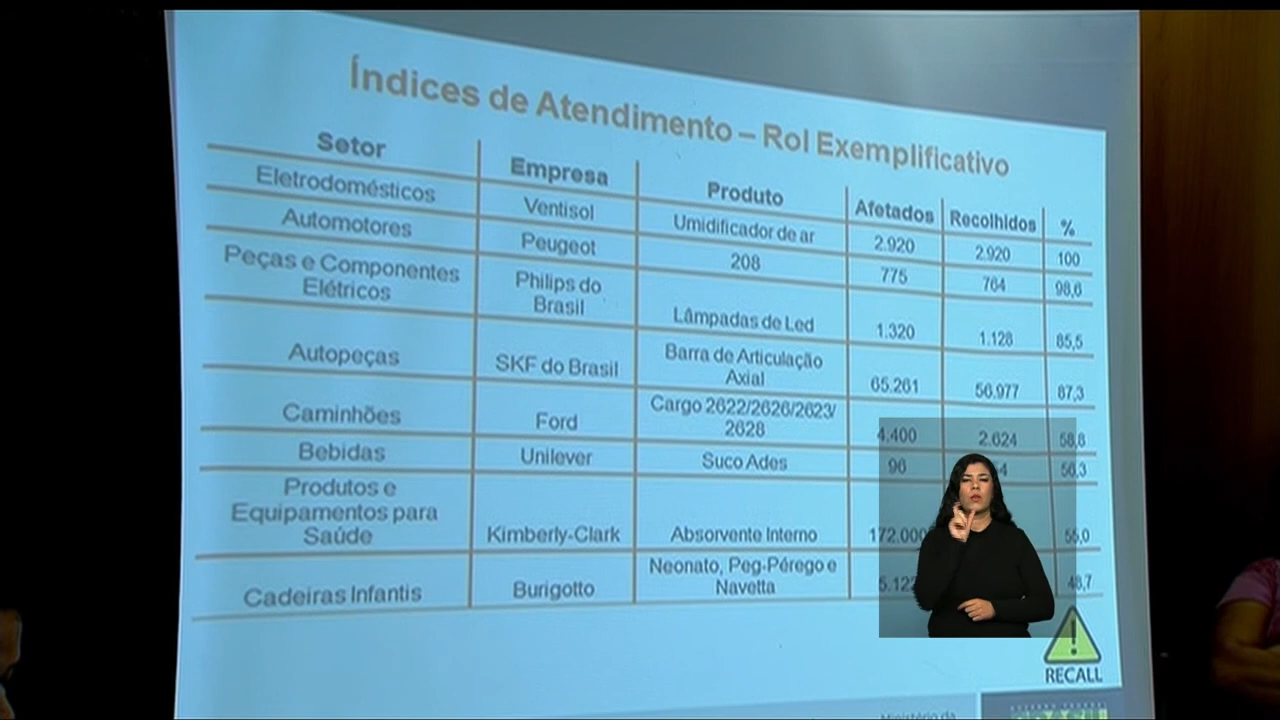 Índices de Atendimento – Rol Exemplificativo
Setor Empresa Produto Afetados Recolhidos %
Eletrodomésticos Ventisol Umidificador de ar 2.920 2.920 100
Automotores Peugeot 208 775 764 98,6
Peças e Componentes Elétricos Philips do Brasil Lâmpadas de Led 1.320 1.128 85,5
Autopeças SKF do Brasil Barra de Articulação Axial 65.261 56.977 87,3
Caminhões Ford Cargo 2622/2626/2623/2628 4.400 2.624 58,8
Bebidas Unilever Suco Ades 96 56,3
Produtos e Equipamentos para Saúde Kimberly-Clark Absorvente Interno 172.000 55,0
Cadeiras Infantis Burigotto Neonato, Peg-Pérego e Navetta 48,7
RECALL
Ministério da